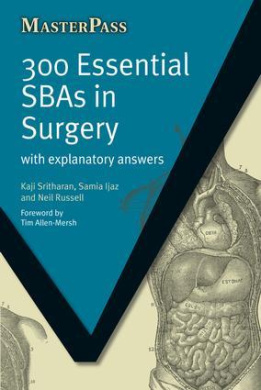 MASTERPASS
300 Essential
SBAs in
Surgery
with explanatory answers
Kaji Sritharan, Samia Ijaz
and Neil Russell
Foreword by
Tim Allen-Mersh